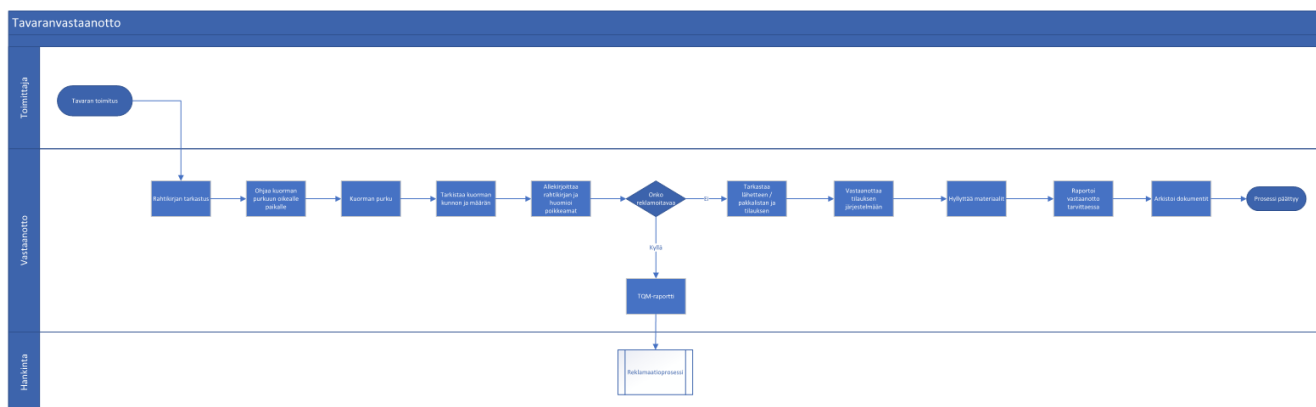 Tavaranvastaanotto
Toimittaja
Tavaran toimitus
Vastaanotto
Rahtikirjan tarkastus
Ohjaa kuorman
purkuun oikealle
paikalle
Kuorman purku
Tarkistaa kuorman
kunnon ja määrän
Allekirjoittaa
rahtikirjan ja
huomioi
poikkeamat
Onko
reklamoitavaa
Ei
Tarkastaa
lähetteen /
pakkalistan ja
tilauksen
Vastaanottaa
tilauksen
järjestelmään
Hyllyttää materiaalit
Raportoi
vastaanotto
tarvittaessa
Arkistoi dokumentit
Prosessi päättyy
Kyllä
TQM-raportti
Hankinta
Reklamaatioprosessi